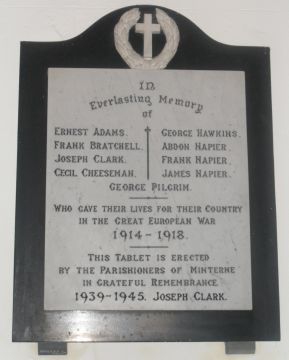 In
Everlasting Memory
of
Ernest Adams. George Hawkins.
Frank Bratchell. Abdon Napier.
Joseph Clark. Frank Napier.
Cecil Cheeseman. James Napier.
George Pilgrim.
Who gave their lives for their Country
in the Great European War
1914-1918.
This Tablet is erected
by the Parishioners of Minterne
in Grateful Remembrance
1939-1945. Joseph Clark.